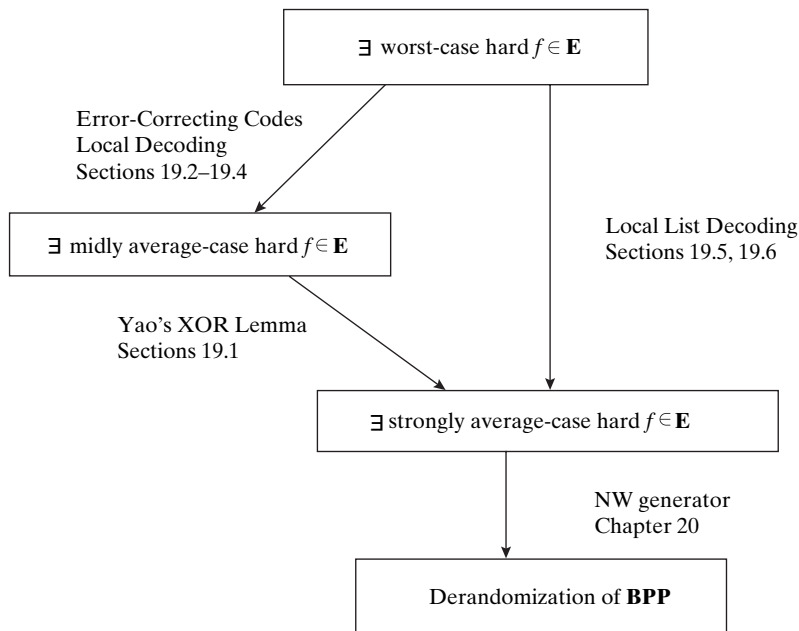 ∃ worst-case hard f ∈ E
Error-Correcting Codes
Local Decoding
Sections 19.2–19.4
∃ midly average-case hard f ∈ E
Local List Decoding
Sections 19.5, 19.6
Yao's XOR Lemma
Sections 19.1
∃ strongly average-case hard f ∈ E
NW generator
Chapter 20
Derandomization of BPP